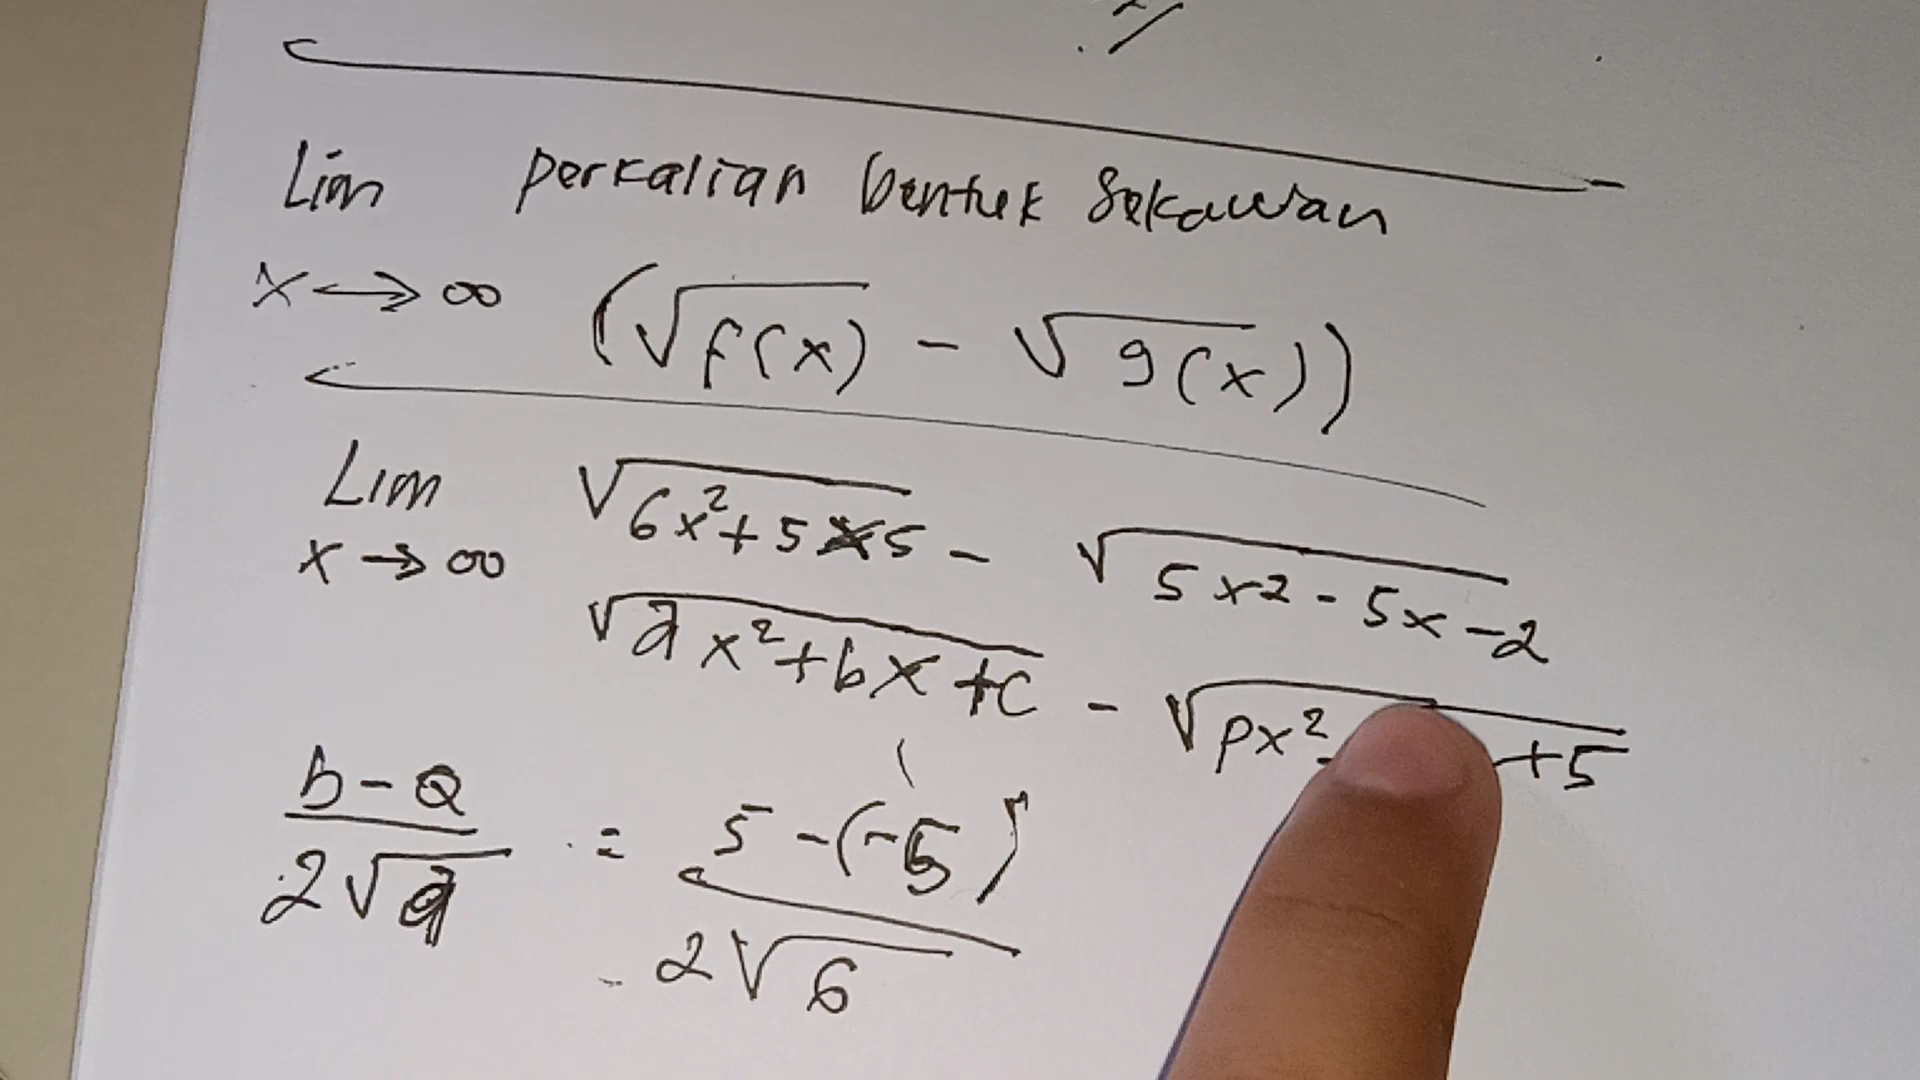 Lim perkalian bentuk Sekawan
x → ∞ (√f(x) - √g(x))
Lim √6x²+5x5 - √5x2-5x-2
x → ∞
√ax²+bx+c - √px² +5
b-Q / 2√a = 5-(-5) / 2√6